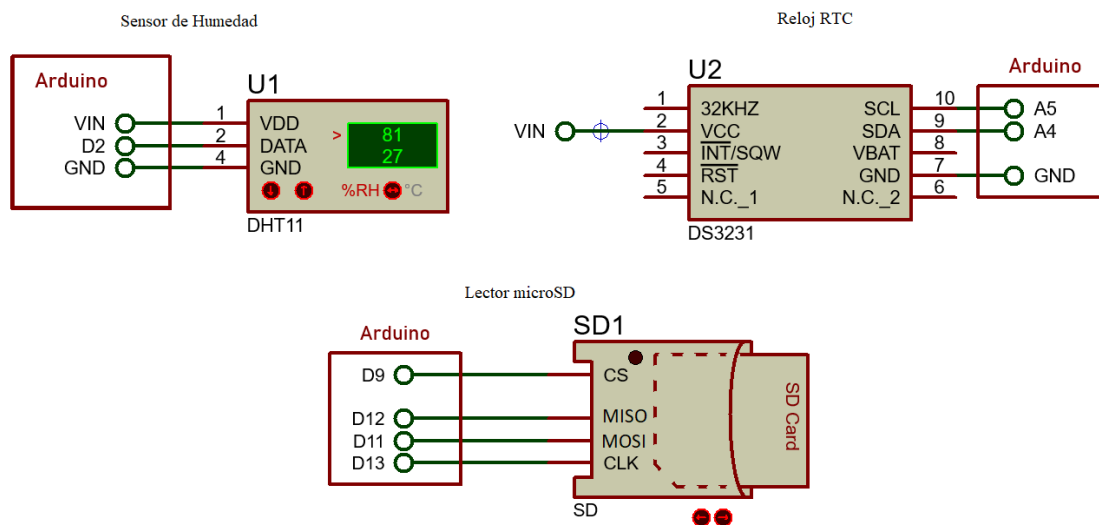 Sensor de Humedad
Arduino
VIN
D2
GND
1
2
4
U1
VDD
DATA
GND
>
81
27
%RH
°C
DHT11
Reloj RTC
VIN
U2
1
2
3
4
5
32KHZ
VCC
INT/SQW
RST
N.C._1
SCL
SDA
VBAT
GND
N.C._2
10
9
8
7
6
DS3231
Arduino
A5
A4
GND
Lector microSD
Arduino
D9
D12
D11
D13
SD1
CS
MISO
MOSI
CLK
SD Card
SD